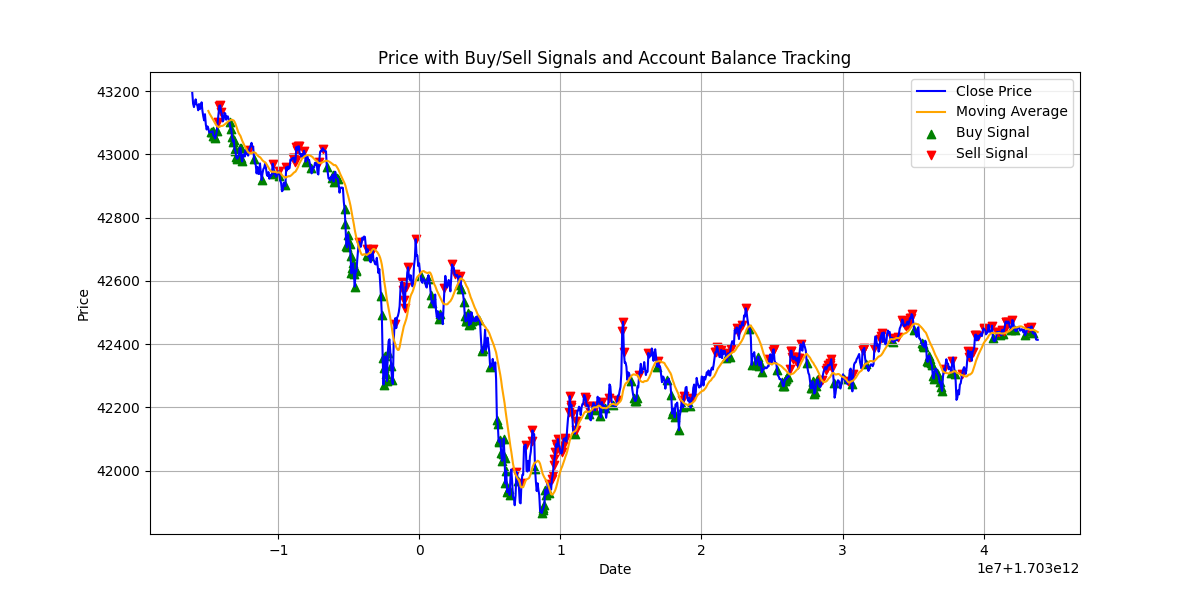 Price with Buy/Sell Signals and Account Balance Tracking
Close Price
Moving Average
Buy Signal
Sell Signal
43200
43000
42800
42600
42400
42200
42000
Price
−1
0
1
2
3
4
1e7+1.703e12
Date